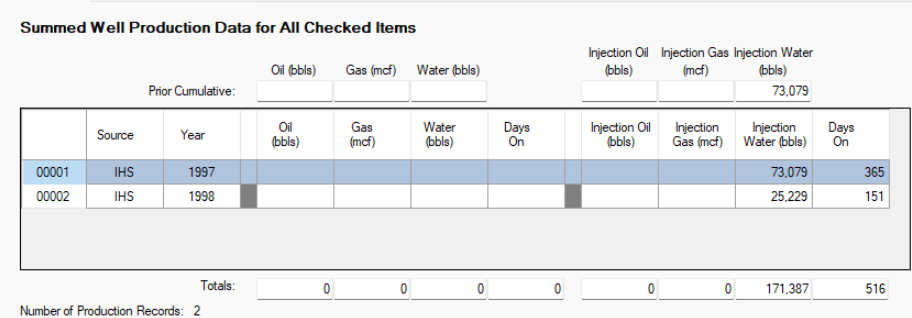 Summed Well Production Data for All Checked Items
Injection Oil Injection Gas Injection Water
Oil (bbls) Gas (mcf) Water (bbls) (bbls) (mcf) (bbls)
Prior Cumulative: 73,079
Source Year Oil (bbls) Gas (mcf) Water (bbls) Days On Injection Oil (bbls) Injection Gas (mcf) Injection Water (bbls) Days On
00001 IHS 1997 73,079 365
00002 IHS 1998 25,229 151
Totals: 0 0 0 0 0 0 171,387 516
Number of Production Records: 2